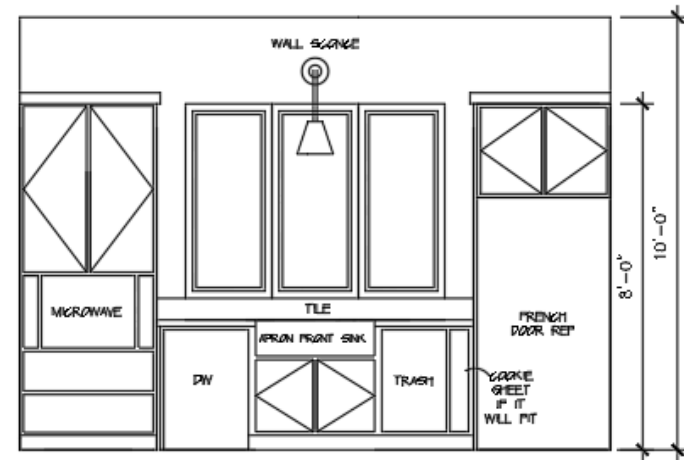 WALL SCONCE
10'-0"
8'-0"
MICROWAVE
TILE
FRENCH
DOOR REF
APRON FRONT SINK
DW
TRASH
COOKIE
SHEET
IF IT
WILL FIT